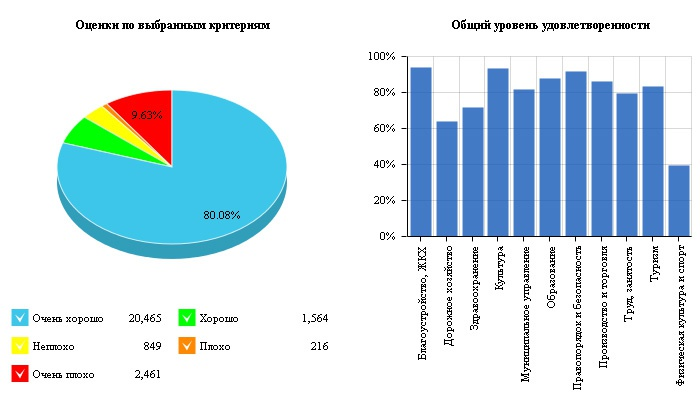 Оценки по выбранным критериям
9.63%
80.08%
Очень хорошо 20,465 Хорошо 1,564
Неплохо 849 Плохо 216
Очень плохо 2,461
Общий уровень удовлетворенности
100%
80%
60%
40%
20%
0%
Благоустройство, ЖКХ
Дорожное хозяйство
Здравоохранение
Культура
Муниципальное управление
Образование
Правопорядок и безопасность
Производство и торговля
Труд, занятость
Туризм
Физическая культура и спорт